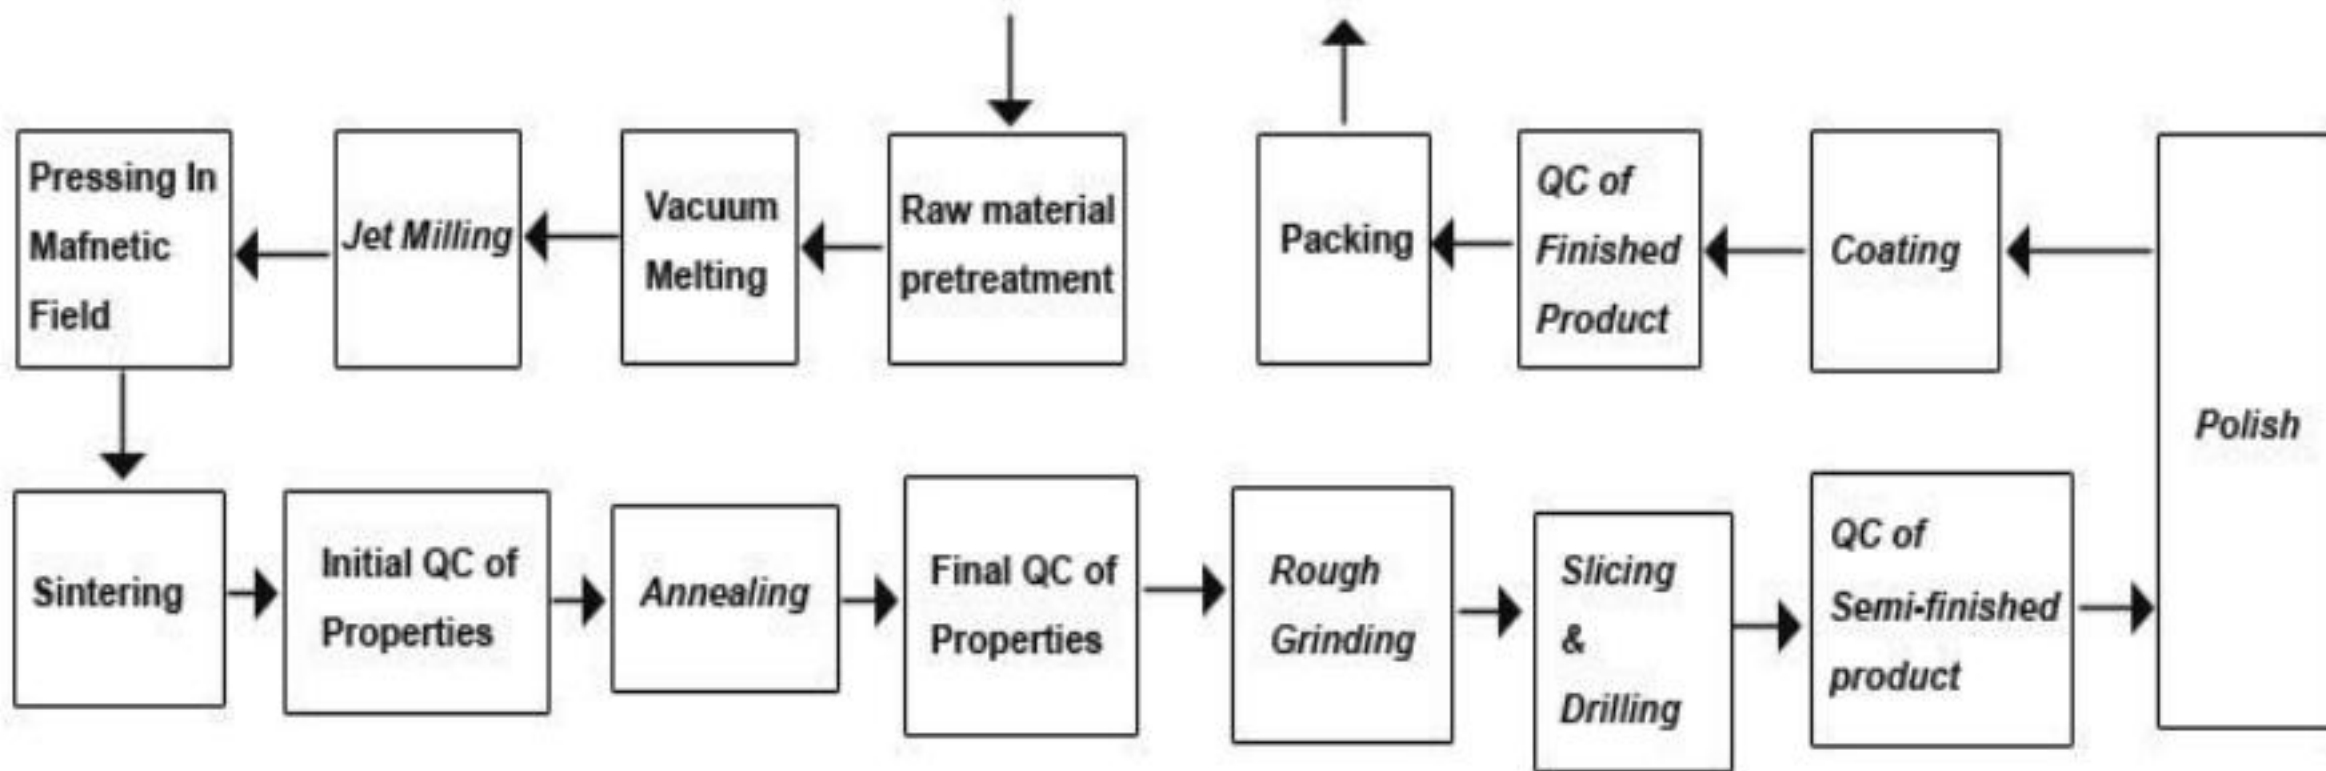 Pressing In
Mafnetic
Field
Jet Milling
Vacuum
Melting
Raw material
pretreatment
Packing
QC of
Finished
Product
Coating
Polish
Sintering
Initial QC of
Properties
Annealing
Final QC of
Properties
Rough
Grinding
Slicing
&
Drilling
QC of
Semi-finished
product